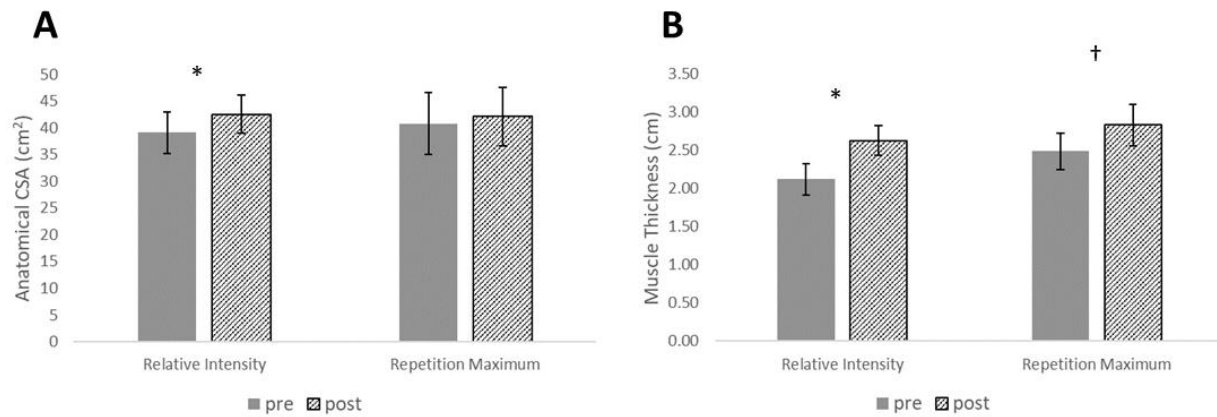 A
*
Anatomical CSA (cm²)
50
45
40
35
30
25
20
15
10
5
0
Relative Intensity
Repetition Maximum
pre
post
B
*
†
Muscle Thickness (cm)
3.50
3.00
2.50
2.00
1.50
1.00
0.50
0.00
Relative Intensity
Repetition Maximum
pre
post